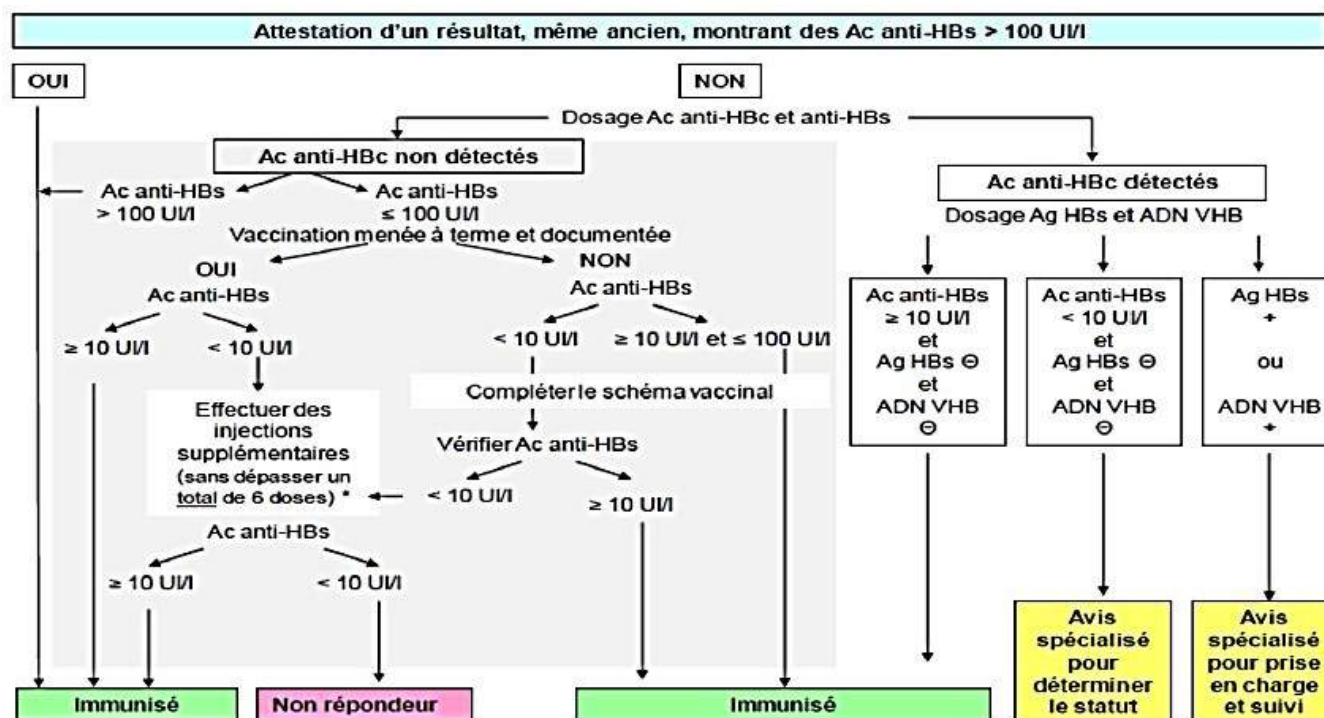 Attestation d'un résultat, même ancien, montrant des Ac anti-HBs > 100 UI/l
OUI
NON
Dosage Ac anti-HBc et anti-HBs
Ac anti-HBc non détectés
Ac anti-HBs
> 100 UI/l
Ac anti-HBs
≤ 100 UI/l
Vaccination menée à terme et documentée
OUI
Ac anti-HBs
≥ 10 UI/l
< 10 UI/l
Effectuer des
injections
supplémentaires
(sans dépasser un
total de 6 doses) *
Ac anti-HBs
≥ 10 UI/l
< 10 UI/l
NON
Ac anti-HBs
< 10 UI/l
≥ 10 UI/l et ≤ 100 UI/l
Compléter le schéma vaccinal
Vérifier Ac anti-HBs
< 10 UI/l
≥ 10 UI/l
Ac anti-HBc détectés
Dosage Ag HBs et ADN VHB
Ac anti-HBs
≥ 10 UI/l
et
Ag HBs ⊖
et
ADN VHB
⊖
Ac anti-HBs
< 10 UI/l
et
Ag HBs ⊖
et
ADN VHB
⊖
Ag HBs
+
ou
ADN VHB
+
Immunisé
Non répondeur
Immunisé
Avis
spécialisé
pour
déterminer
le statut
Avis
spécialisé
pour prise
en charge
et suivi